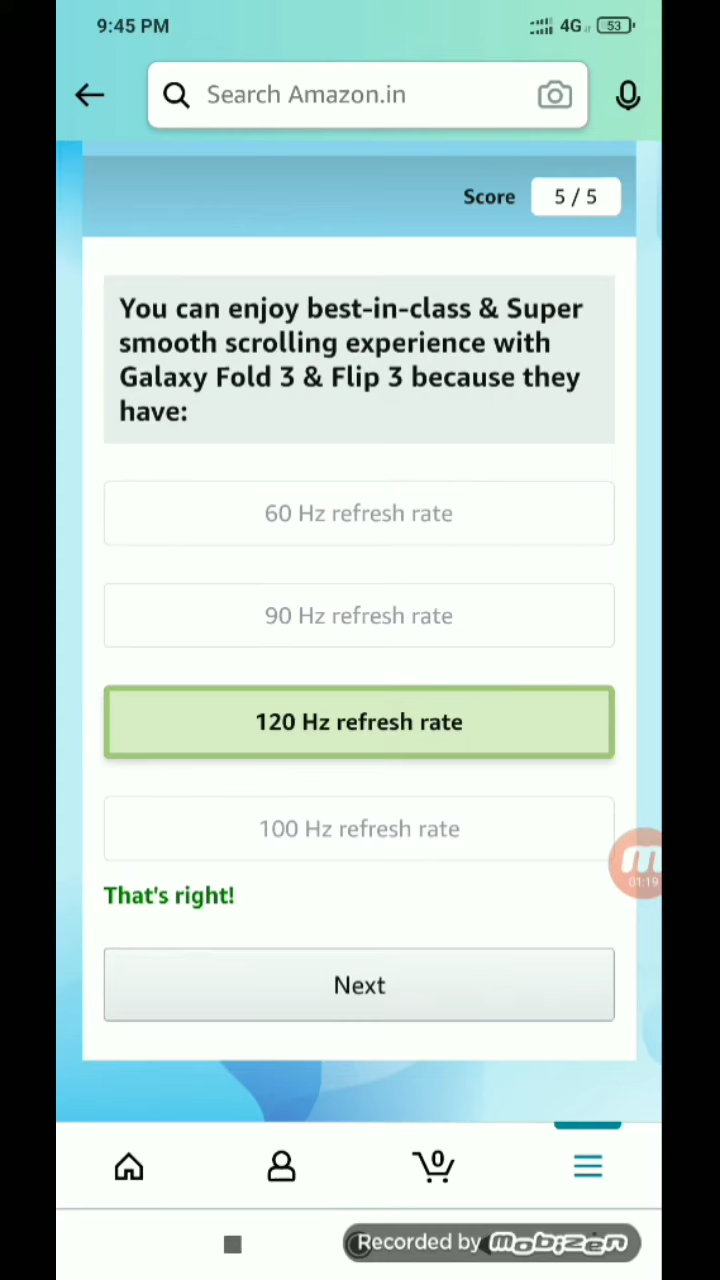 9:45 PM
4G
53
Search Amazon.in
Score
5 / 5
You can enjoy best-in-class & Super
smooth scrolling experience with
Galaxy Fold 3 & Flip 3 because they
have:
60 Hz refresh rate
90 Hz refresh rate
120 Hz refresh rate
100 Hz refresh rate
01:19
That's right!
Next
0
Recorded by mobizen